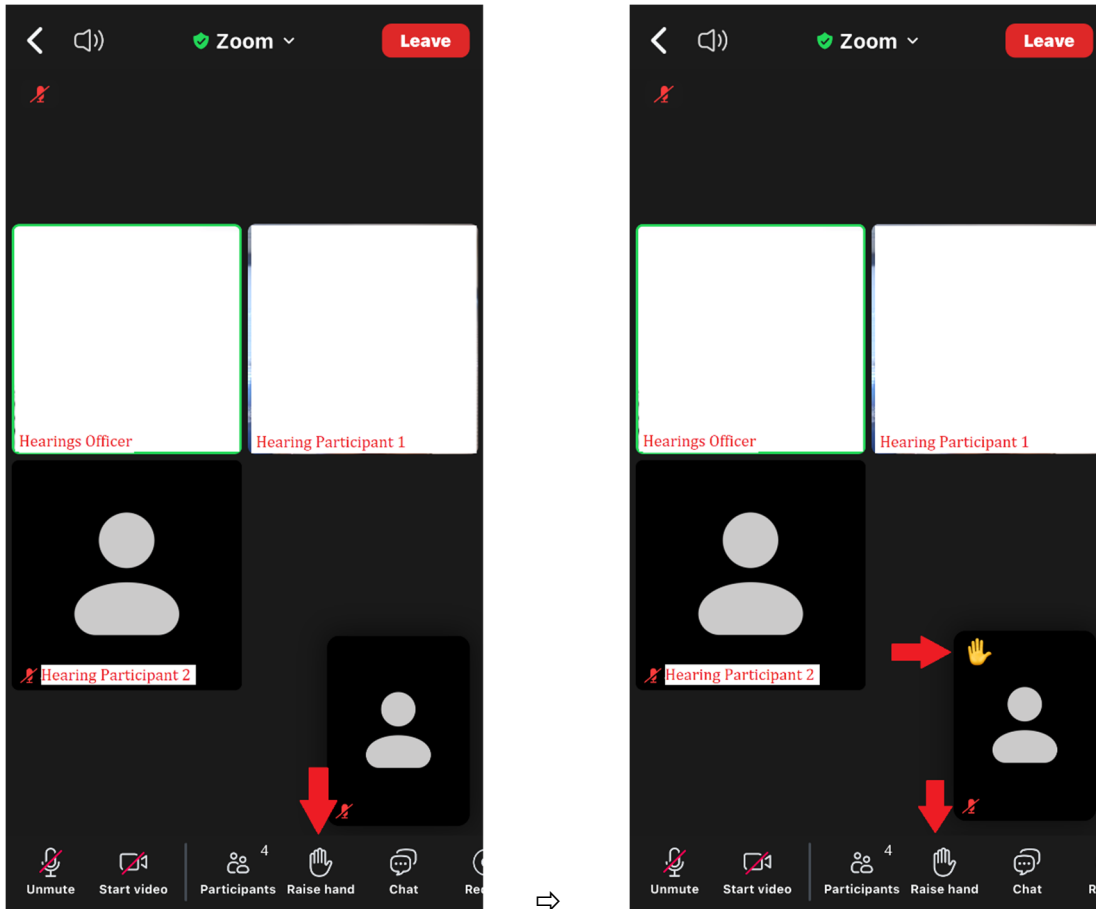 Zoom
Leave
Hearings Officer
Hearing Participant 1
Hearing Participant 2
4
Unmute
Start video
Participants
Raise hand
Chat
Rec
⇨
Zoom
Leave
Hearings Officer
Hearing Participant 1
Hearing Participant 2
4
Unmute
Start video
Participants
Raise hand
Chat
R